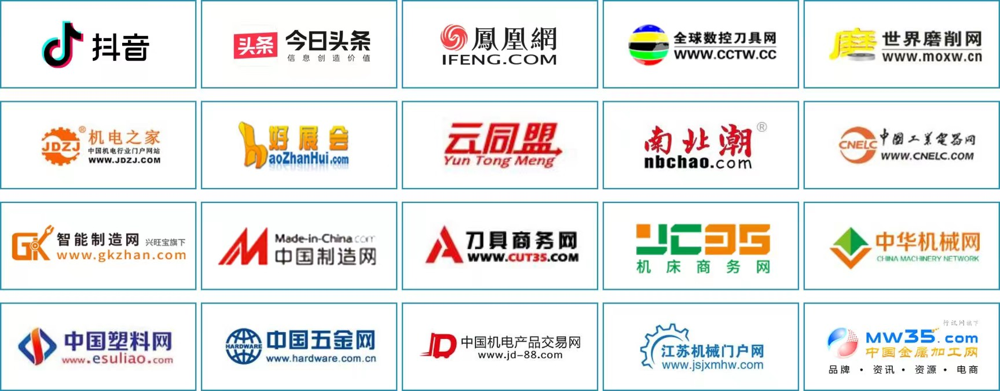 抖音
头条
今日头条
信息创造价值
鳳凰網
IFENG.COM
全球数控刀具网
WWW.CCTW.CC
磨
世界磨削网
www.moxw.cn
JDZJ
®
机电之家
中国机电行业门户网站
WWW.JDZJ.COM
好展会
haoZhanHui.com
云同盟
Yun Tong Meng
南北潮
®
nbchao.com
CNELC
中國工業電器网
WWW.CNELC.COM
GK
智能制造网 兴旺宝旗下
www.gkzhan.com
Made-in-China.com
中国制造网
刀具商务网
WWW.CUT35.COM
JC35
机床商务网
中华机械网
CHINA MACHINERY NETWORK
中国塑料网
www.esuliao.com
HARDWARE
中国五金网
www.hardware.com.cn
JD
中国机电产品交易网
www.jd-88.com
江苏机械门户网
www.jsjxmhw.com
行讯网旗下
MW35.com
中国金属加工网
品牌 • 资讯 • 资源 • 电商